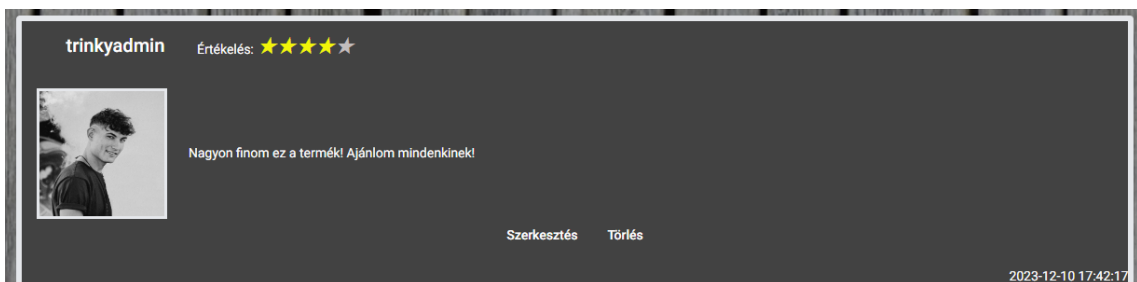 trinkyadmin Értékelés: ★★★★★
Nagyon finom ez a termék! Ajánlom mindenkinek!
Szerkesztés Törlés
2023-12-10 17:42:17